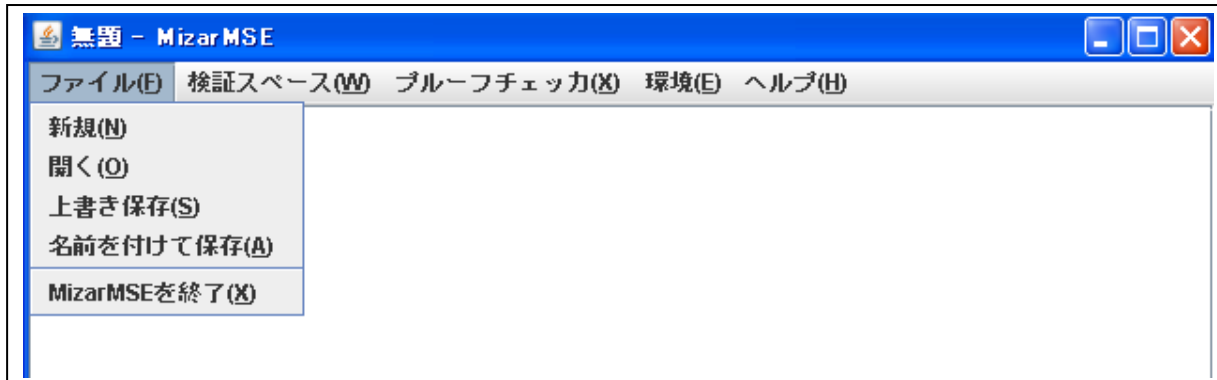 無題 - MizarMSE
ファイル(F) 検証スペース(W) プルーフチェッカ(X) 環境(E) ヘルプ(H)
新規(N)
開く(O)
上書き保存(S)
名前を付けて保存(A)
MizarMSEを終了(X)